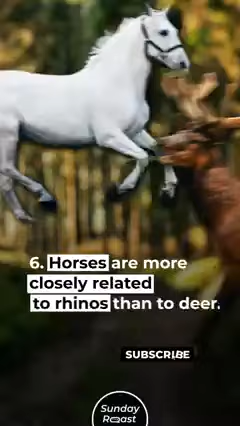 6. Horses are more
closely related
to rhinos than to deer.
SUBSCRIBE
Sunday
Roast